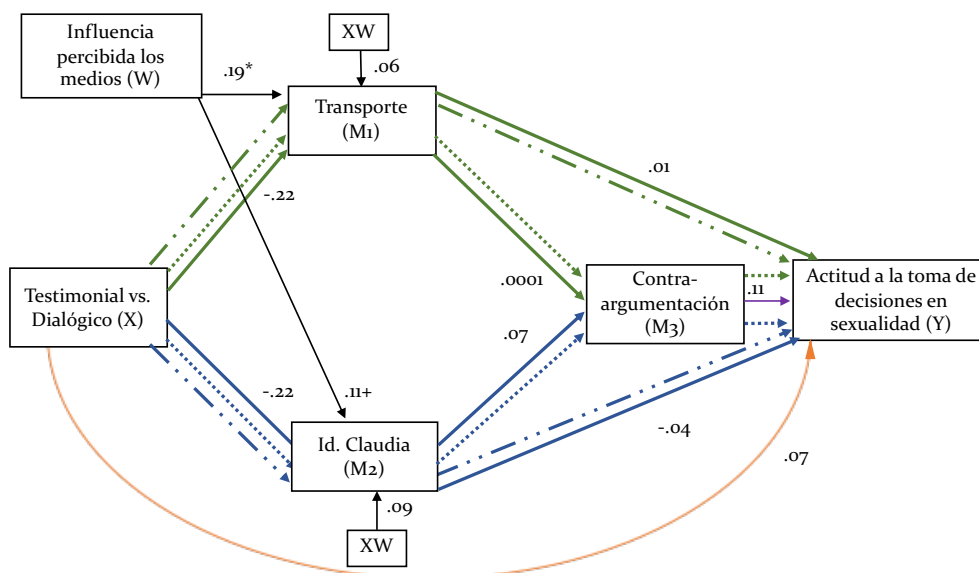 Influencia
percibida los
medios (W)
XW
.19*
.06
Transporte
(M1)
-.22
.01
.0001
Testimonial vs.
Dialógico (X)
Contra-
argumentación
(M3)
.11
Actitud a la toma de
decisiones en
sexualidad (Y)
.07
-.22
.11+
Id. Claudia
(M2)
-.04
.07
.09
XW